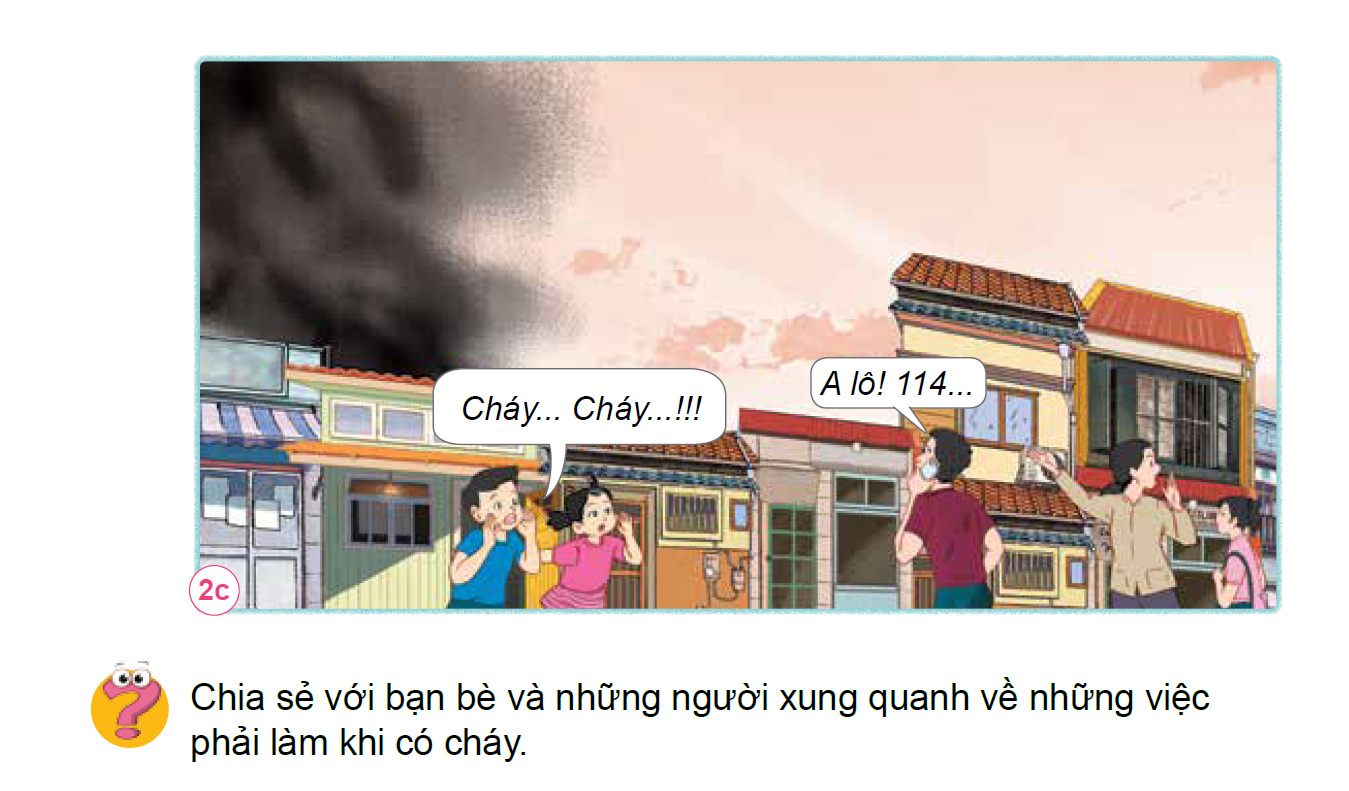 Cháy... Cháy...!!!
A lô! 114...
2c
Chia sẻ với bạn bè và những người xung quanh về những việc
phải làm khi có cháy.